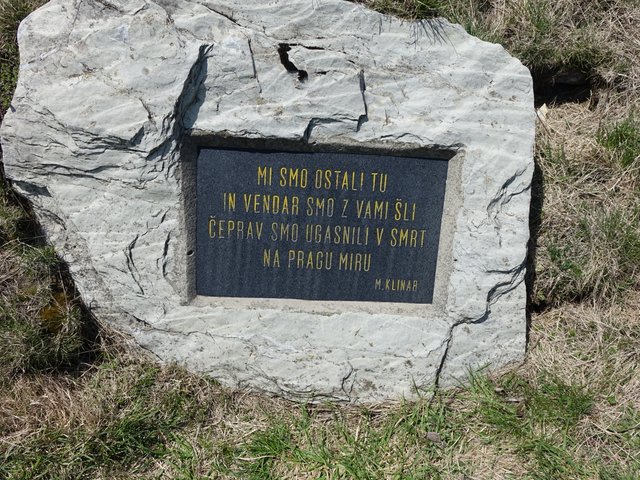 MI SMO OSTALI TU
IN VENDAR SMO Z VAMI ŠLI
ČEPRAV SMO UGASNILI V SMRT
NA PRAGU MIRU
M. KLINAR